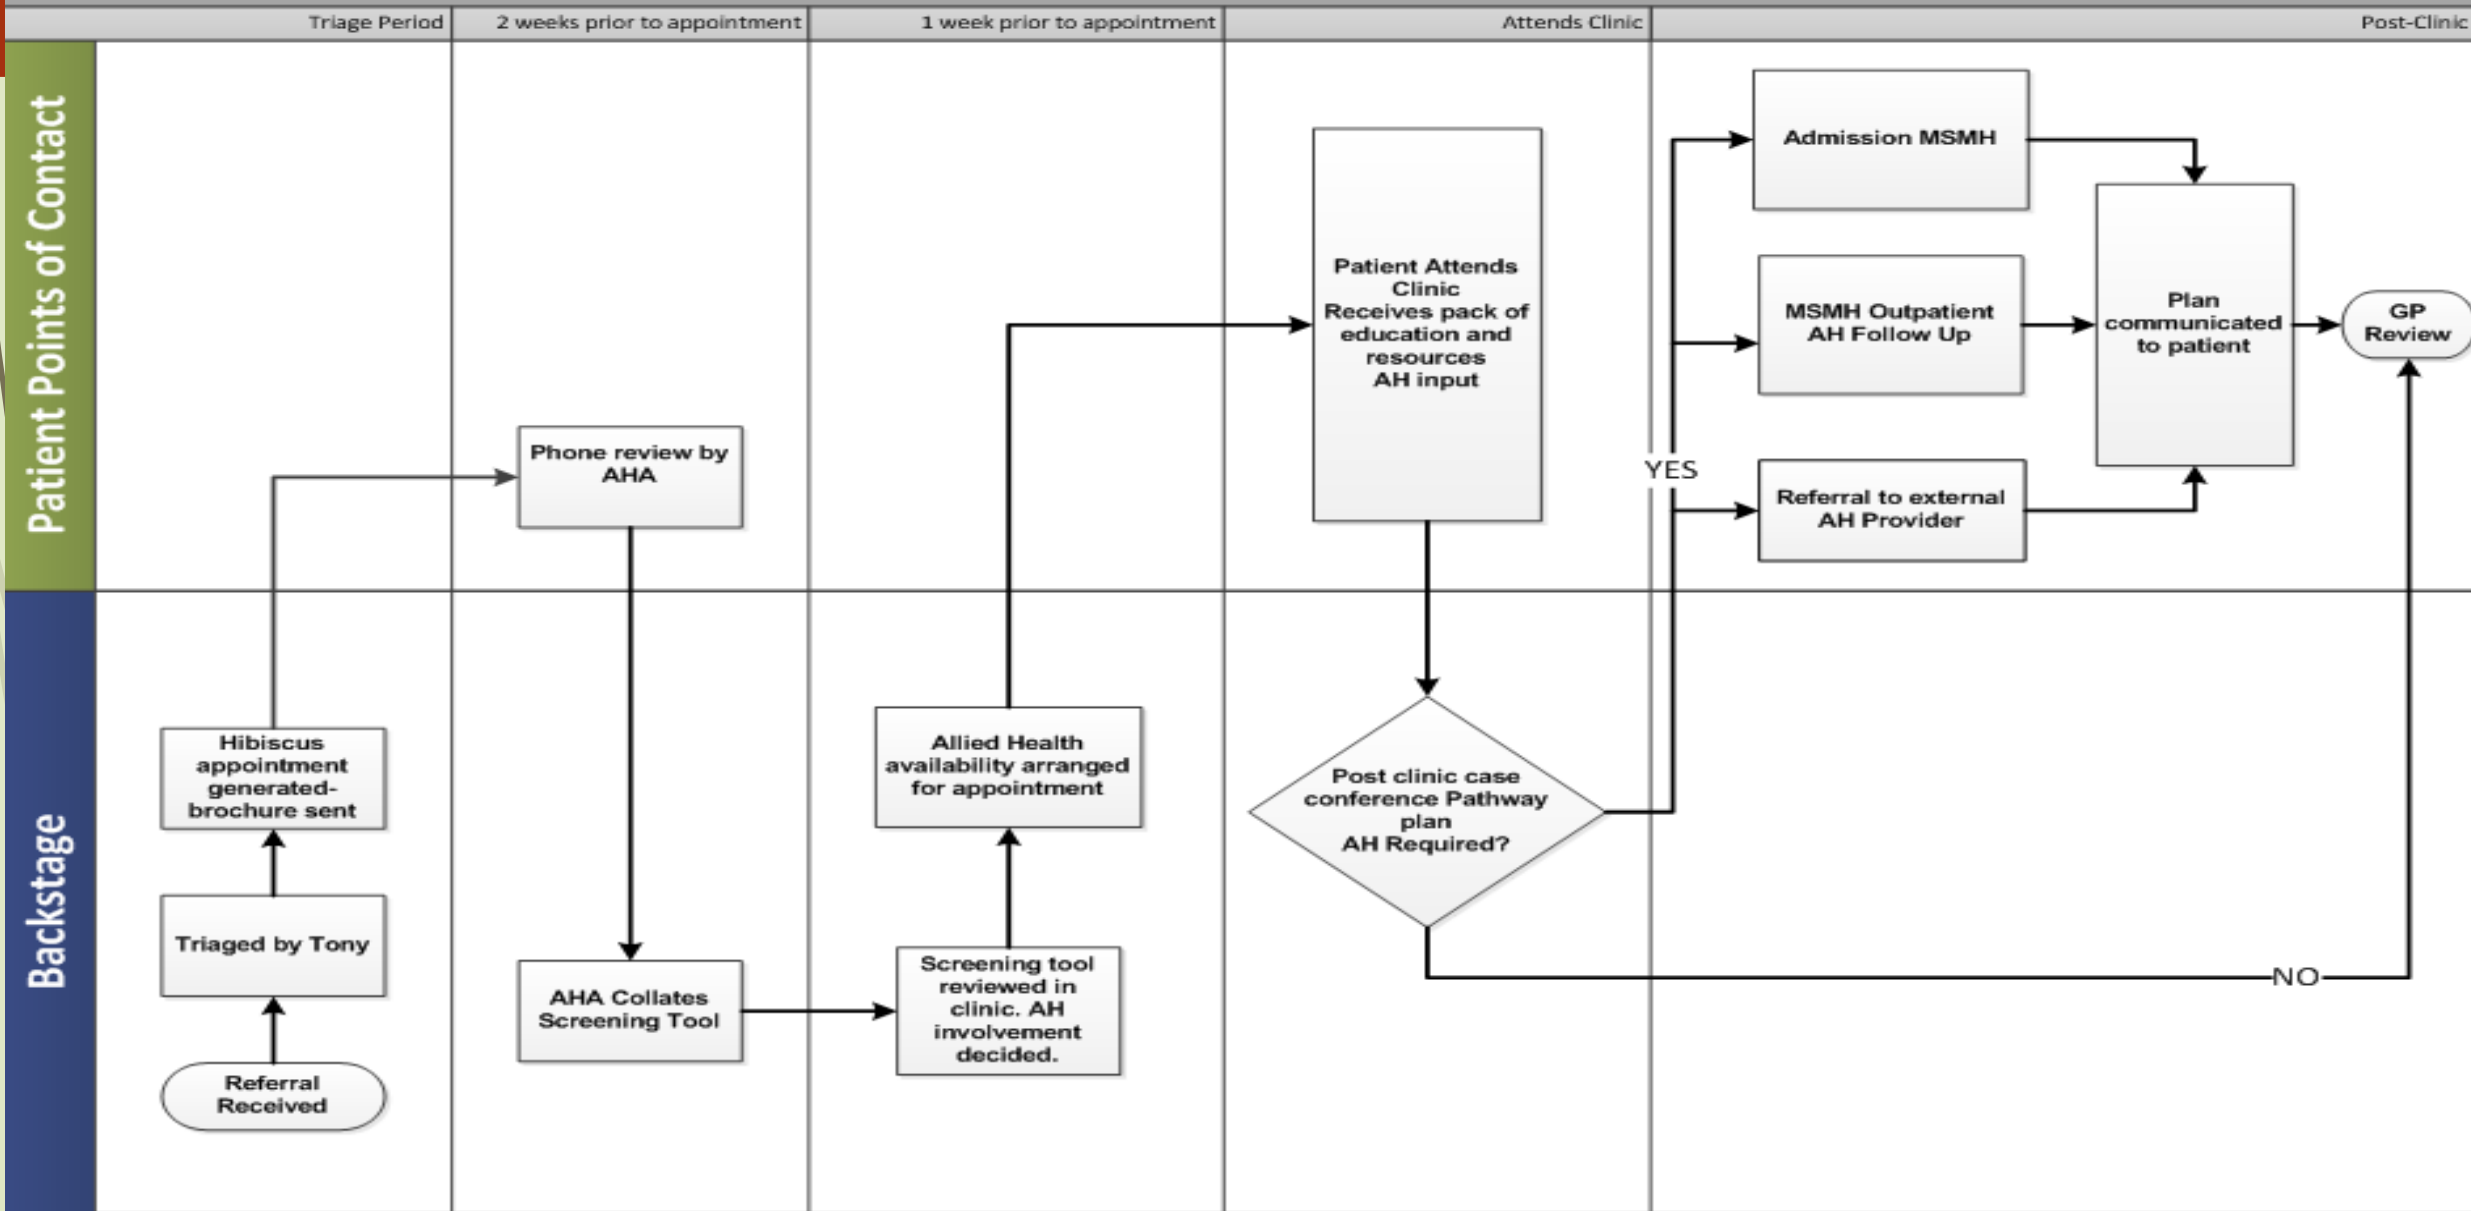 Triage Period
2 weeks prior to appointment
1 week prior to appointment
Attends Clinic
Post-Clinic
Patient Points of Contact
Phone review by
AHA
Patient Attends
Clinic
Receives pack of
education and
resources
AH input
YES
Admission MSMH
MSMH Outpatient
AH Follow Up
Referral to external
AH Provider
Plan
communicated
to patient
GP
Review
Backstage
Hibiscus
appointment
generated-
brochure sent
Triaged by Tony
Referral
Received
AHA Collates
Screening Tool
Allied Health
availability arranged
for appointment
Screening tool
reviewed in
clinic. AH
involvement
decided.
Post clinic case
conference Pathway
plan
AH Required?
NO